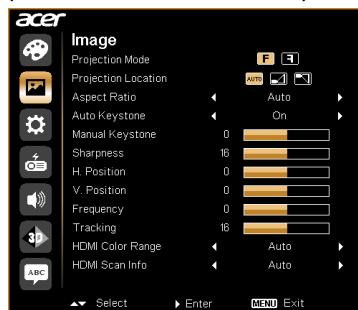 acer
Image
Projection Mode F F
Projection Location AUTO
Aspect Ratio Auto
Auto Keystone On
Manual Keystone 0
Sharpness 16
H. Position 0
V. Position 0
Frequency 0
Tracking 16
HDMI Color Range Auto
HDMI Scan Info Auto
3D
ABC
Select Enter MENU Exit